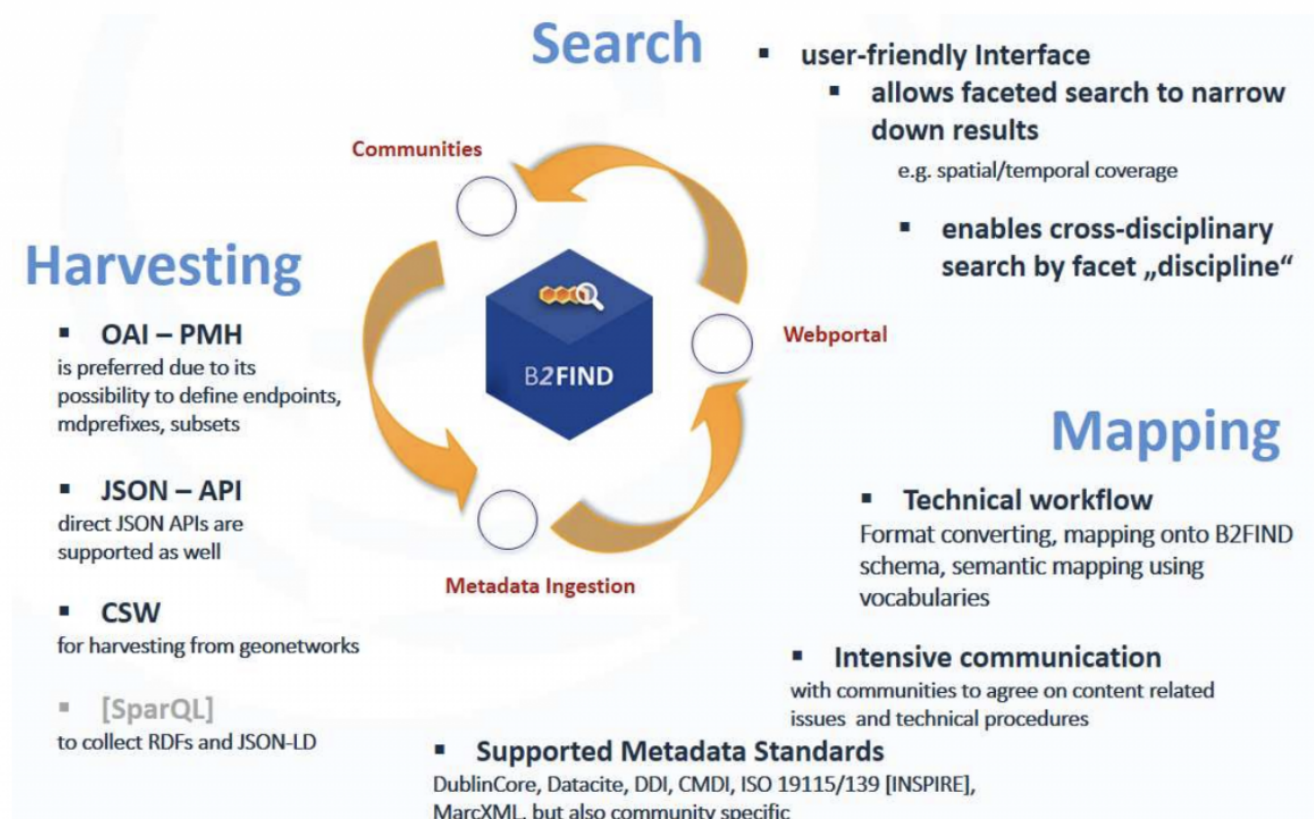 Search
▪ user-friendly Interface
▪ allows faceted search to narrow
down results
e.g. spatial/temporal coverage
▪ enables cross-disciplinary
search by facet „discipline“
Communities
Webportal
Metadata Ingestion
B2FIND
Harvesting
▪ OAI – PMH
is preferred due to its
possibility to define endpoints,
mdprefixes, subsets
▪ JSON – API
direct JSON APIs are
supported as well
▪ CSW
for harvesting from geonetworks
▪ [SparQL]
to collect RDFs and JSON-LD
Mapping
▪ Technical workflow
Format converting, mapping onto B2FIND
schema, semantic mapping using
vocabularies
▪ Intensive communication
with communities to agree on content related
issues and technical procedures
▪ Supported Metadata Standards
DublinCore, Datacite, DDI, CMDI, ISO 19115/139 [INSPIRE],
MarcXML, but also community specific